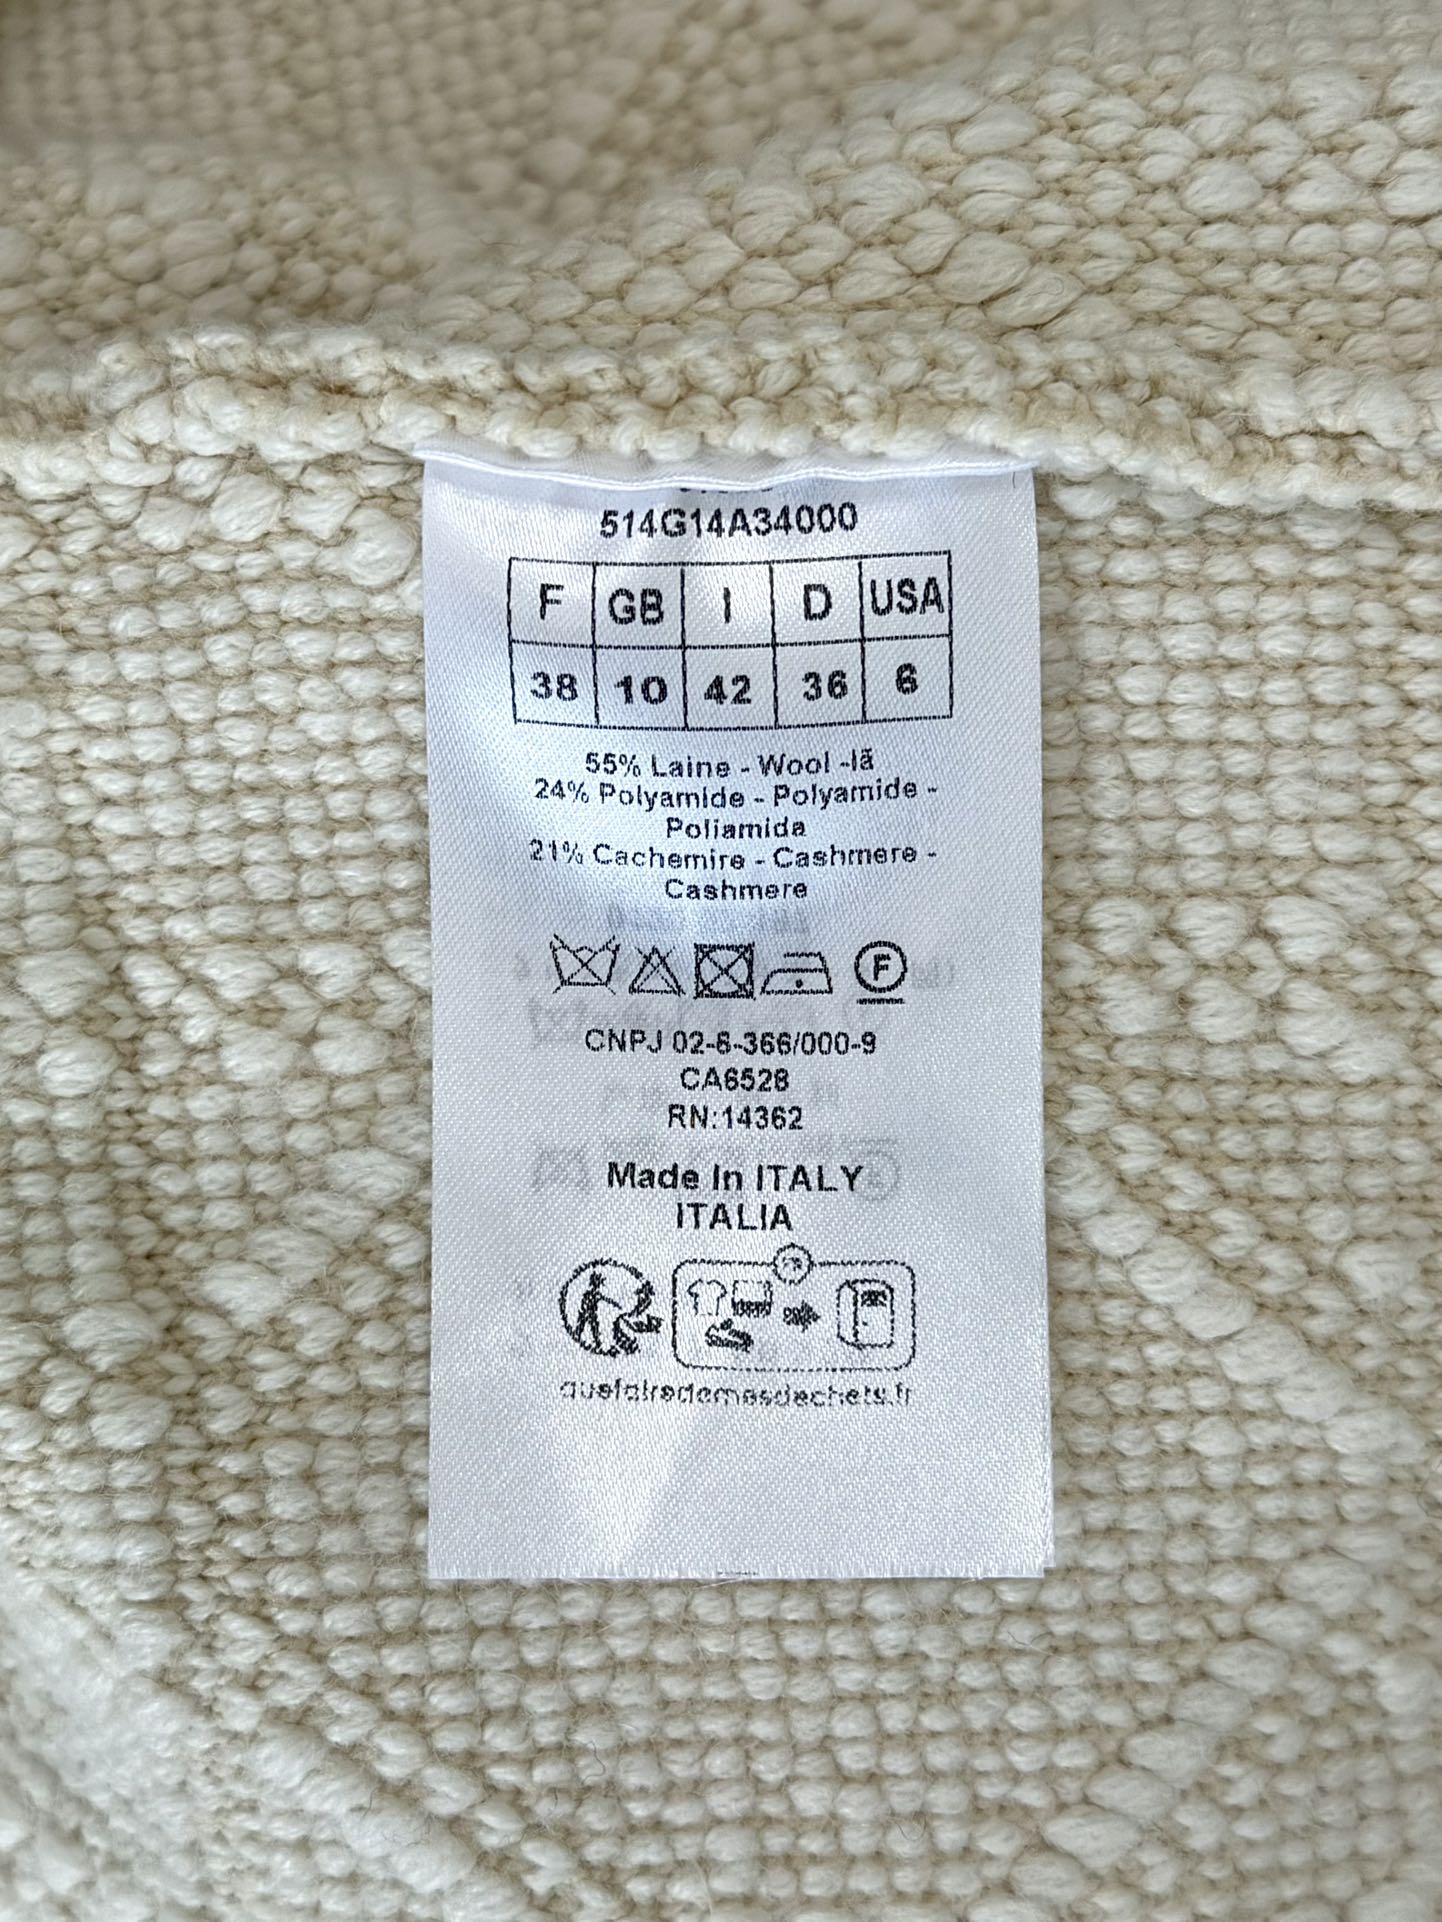 514G14A34000
F GB I D USA
38 10 42 36 6
55% Laine - Wool -lã
24% Polyamide - Polyamide -
Poliamida
21% Cachemire - Cashmere -
Cashmere
F
CNPJ 02-6-366/000-9
CA6528
RN:14362
Made In ITALY
ITALIA
FR
quefairedemesdechets.fr